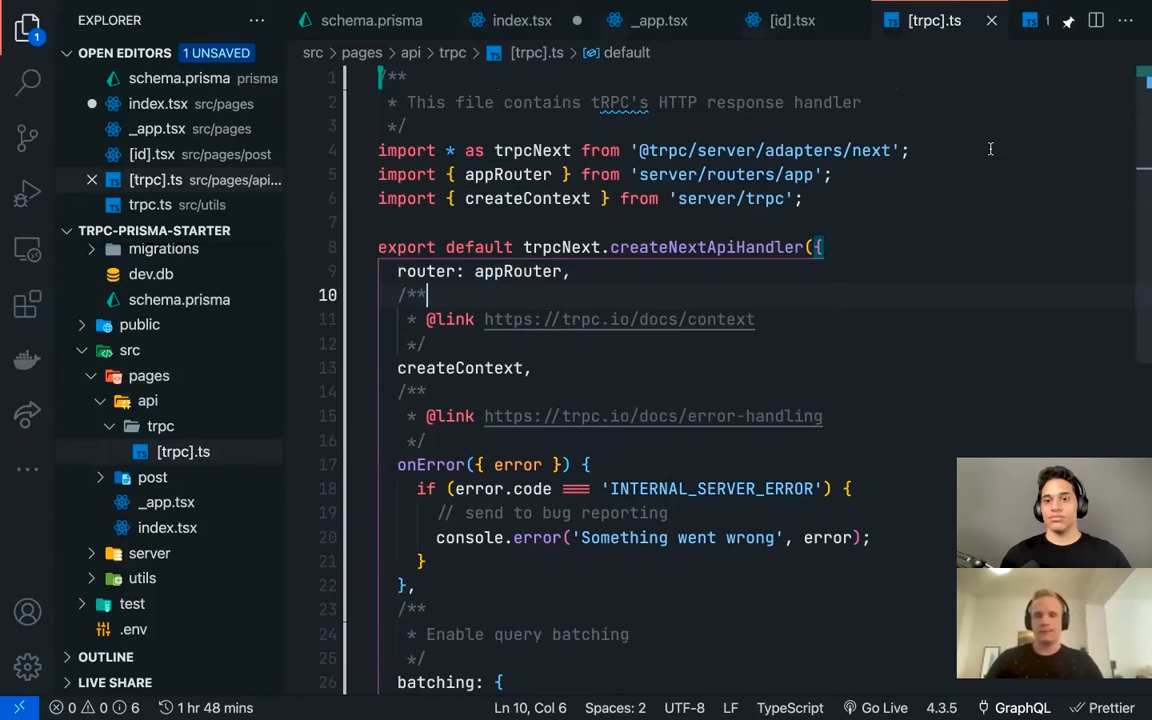 EXPLORER
schema.prisma
index.tsx
_app.tsx
[id].tsx
[trpc].ts
OPEN EDITORS
1 UNSAVED
schema.prisma prisma
index.tsx src/pages
_app.tsx src/pages
[id].tsx src/pages/post
[trpc].ts src/pages/api...
trpc.ts src/utils
TRPC-PRISMA-STARTER
migrations
dev.db
schema.prisma
public
src
pages
api
trpc
[trpc].ts
post
_app.tsx
index.tsx
server
utils
test
.env
OUTLINE
LIVE SHARE
src > pages > api > trpc > [trpc].ts > default
1 /**
2 * This file contains tRPC's HTTP response handler
3 */
4 import * as trpcNext from '@trpc/server/adapters/next';
5 import { appRouter } from 'server/routers/app';
6 import { createContext } from 'server/trpc';
7
8 export default trpcNext.createNextApiHandler({
9 router: appRouter,
10 /**
11 * @link https://trpc.io/docs/context
12 */
13 createContext,
14 /**
15 * @link https://trpc.io/docs/error-handling
16 */
17 onError({ error }) {
18 if (error.code === 'INTERNAL_SERVER_ERROR') {
19 // send to bug reporting
20 console.error('Something went wrong', error);
21 }
22 },
23 /**
24 * Enable query batching
25 */
26 batching: {
1
0 0 6 1 hr 48 mins Ln 10, Col 6 Spaces: 2 UTF-8 LF TypeScript Go Live 4.3.5 GraphQL Prettier